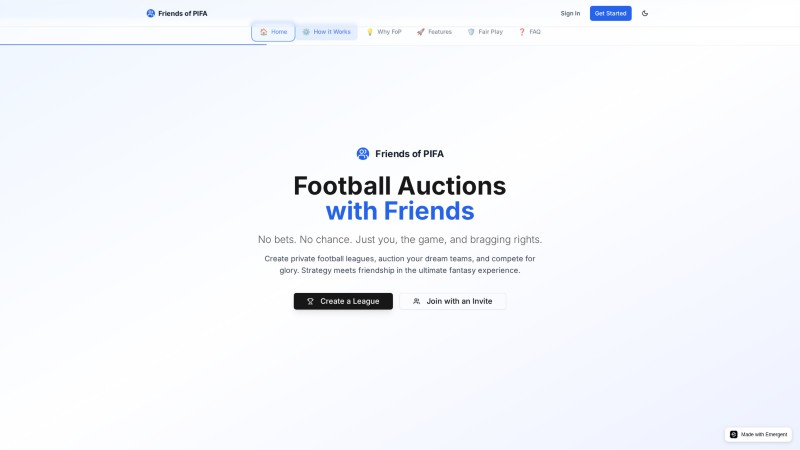 Friends of PIFA
Sign In
Get Started
Home
How it Works
Why FoP
Features
Fair Play
FAQ
Friends of PIFA
Football Auctions
with Friends
No bets. No chance. Just you, the game, and bragging rights.
Create private football leagues, auction your dream teams, and compete for
glory. Strategy meets friendship in the ultimate fantasy experience.
Create a League
Join with an Invite
Made with Emergent